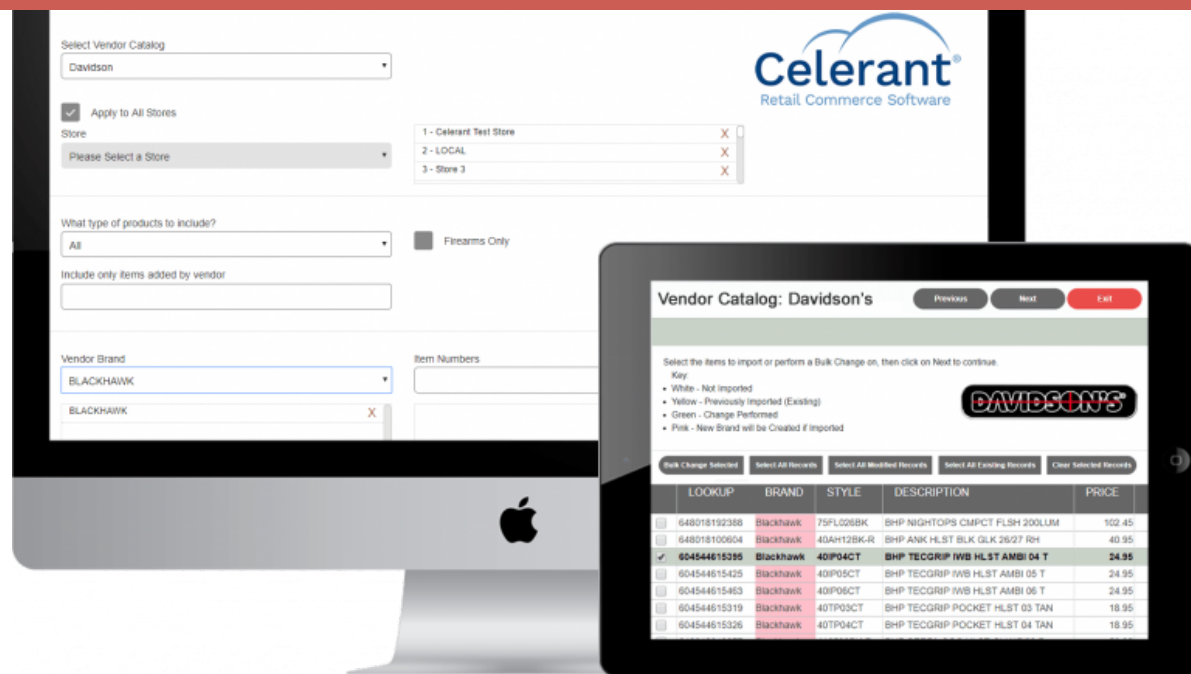 Select Vendor Catalog
Davidson
Celerant®
Retail Commerce Software
Apply to All Stores
Store
Please Select a Store
1 - Celerant Test Store X
2 - LOCAL X
3 - Store 3 X
What type of products to include?
All
Firearms Only
Include only items added by vendor
Vendor Brand
Item Numbers
BLACKHAWK
BLACKHAWK X
Vendor Catalog: Davidson's
Previous Next Exit
Select the items to import or perform a Bulk Change on, then click on Next to continue.
Key:
• White - Not Imported
• Yellow - Previously Imported (Existing)
• Green - Change Performed
• Pink - New Brand will be Created if Imported
DAVIDSON'S®
Bulk Change Selected Select All Records Select All Modified Records Select All Existing Records Clear Selected Records
LOOKUP BRAND STYLE DESCRIPTION PRICE
648018192388 Blackhawk 75FL026BK BHP NIGHTOPS CMPCT FLSH 200LUM 102.45
648018100604 Blackhawk 40AH12BK-R BHP ANK HLST BLK GLK 26/27 RH 40.95
604544615395 Blackhawk 40IP04CT BHP TECGRIP IWB HLST AMBI 04 T 24.95
604544615425 Blackhawk 40IP05CT BHP TECGRIP IWB HLST AMBI 05 T 24.95
604544615463 Blackhawk 40IP06CT BHP TECGRIP IWB HLST AMBI 06 T 24.95
604544615319 Blackhawk 40TP03CT BHP TECGRIP POCKET HLST 03 TAN 18.95
604544615326 Blackhawk 40TP04CT BHP TECGRIP POCKET HLST 04 TAN 18.95